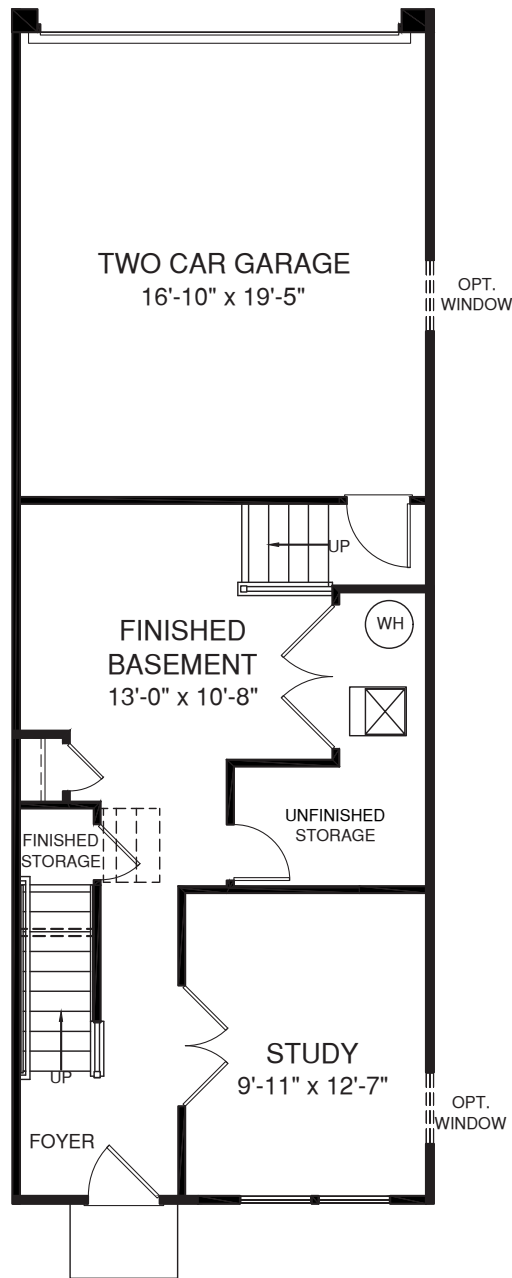 TWO CAR GARAGE
16'-10" x 19'-5"
OPT.
WINDOW
UP
FINISHED
BASEMENT
13'-0" x 10'-8"
WH
UNFINISHED
STORAGE
FINISHED
STORAGE
UP
STUDY
9'-11" x 12'-7"
OPT.
WINDOW
FOYER